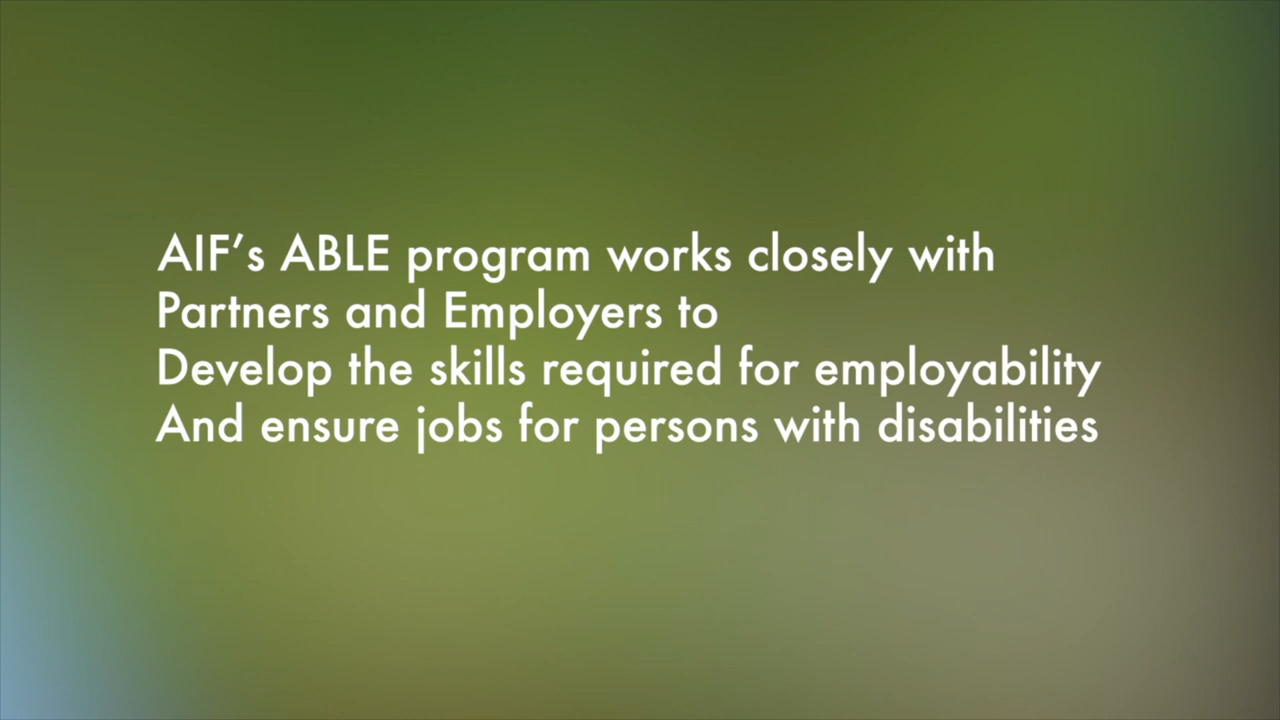 AIF’s ABLE program works closely with
Partners and Employers to
Develop the skills required for employability
And ensure jobs for persons with disabilities